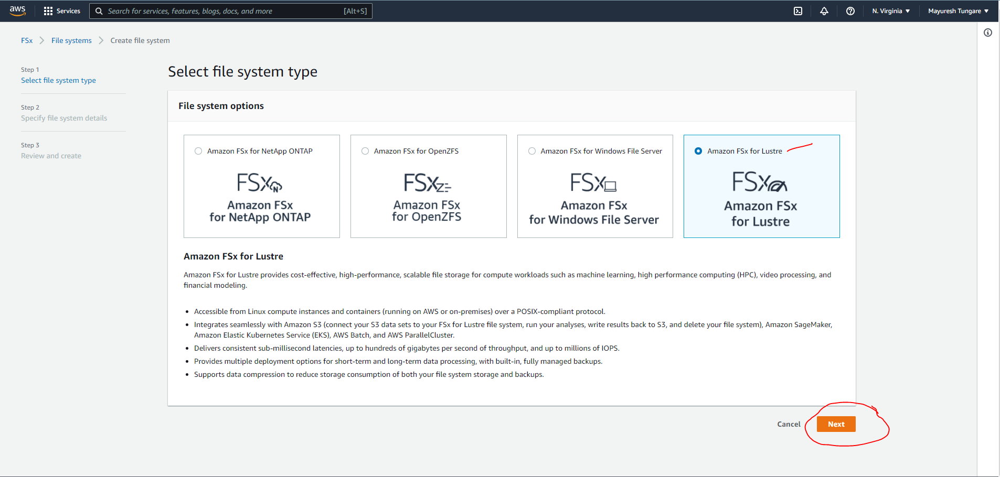 aws
Services
Search for services, features, blogs, docs, and more
[Alt+S]
N. Virginia
Mayuresh Tungare
FSx
File systems
Create file system
Step 1
Select file system type
Step 2
Specify file system details
Step 3
Review and create
Select file system type
File system options
Amazon FSx for NetApp ONTAP
FSx N
Amazon FSx
for NetApp ONTAP
Amazon FSx for OpenZFS
FSx Z
Amazon FSx
for OpenZFS
Amazon FSx for Windows File Server
FSx
Amazon FSx
for Windows File Server
Amazon FSx for Lustre
FSx
Amazon FSx
for Lustre
Amazon FSx for Lustre
Amazon FSx for Lustre provides cost-effective, high-performance, scalable file storage for compute workloads such as machine learning, high performance computing (HPC), video processing, and
financial modeling.
Accessible from Linux compute instances and containers (running on AWS or on-premises) over a POSIX-compliant protocol.
Integrates seamlessly with Amazon S3 (connect your S3 data sets to your FSx for Lustre file system, run your analyses, write results back to S3, and delete your file system), Amazon SageMaker,
Amazon Elastic Kubernetes Service (EKS), AWS Batch, and AWS ParallelCluster.
Delivers consistent sub-millisecond latencies, up to hundreds of gigabytes per second of throughput, and up to millions of IOPS.
Provides multiple deployment options for short-term and long-term data processing, with built-in, fully managed backups.
Supports data compression to reduce storage consumption of both your file system storage and backups.
Cancel
Next